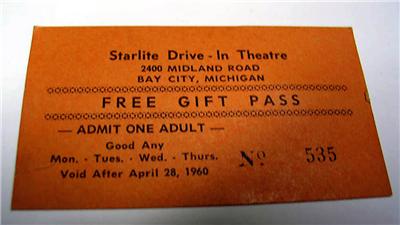 Starlite Drive - In Theatre
2400 MIDLAND ROAD
BAY CITY, MICHIGAN
FREE GIFT PASS
— ADMIT ONE ADULT —
Good Any
Mon. - Tues. - Wed. - Thurs.
Void After April 28, 1960
No 535